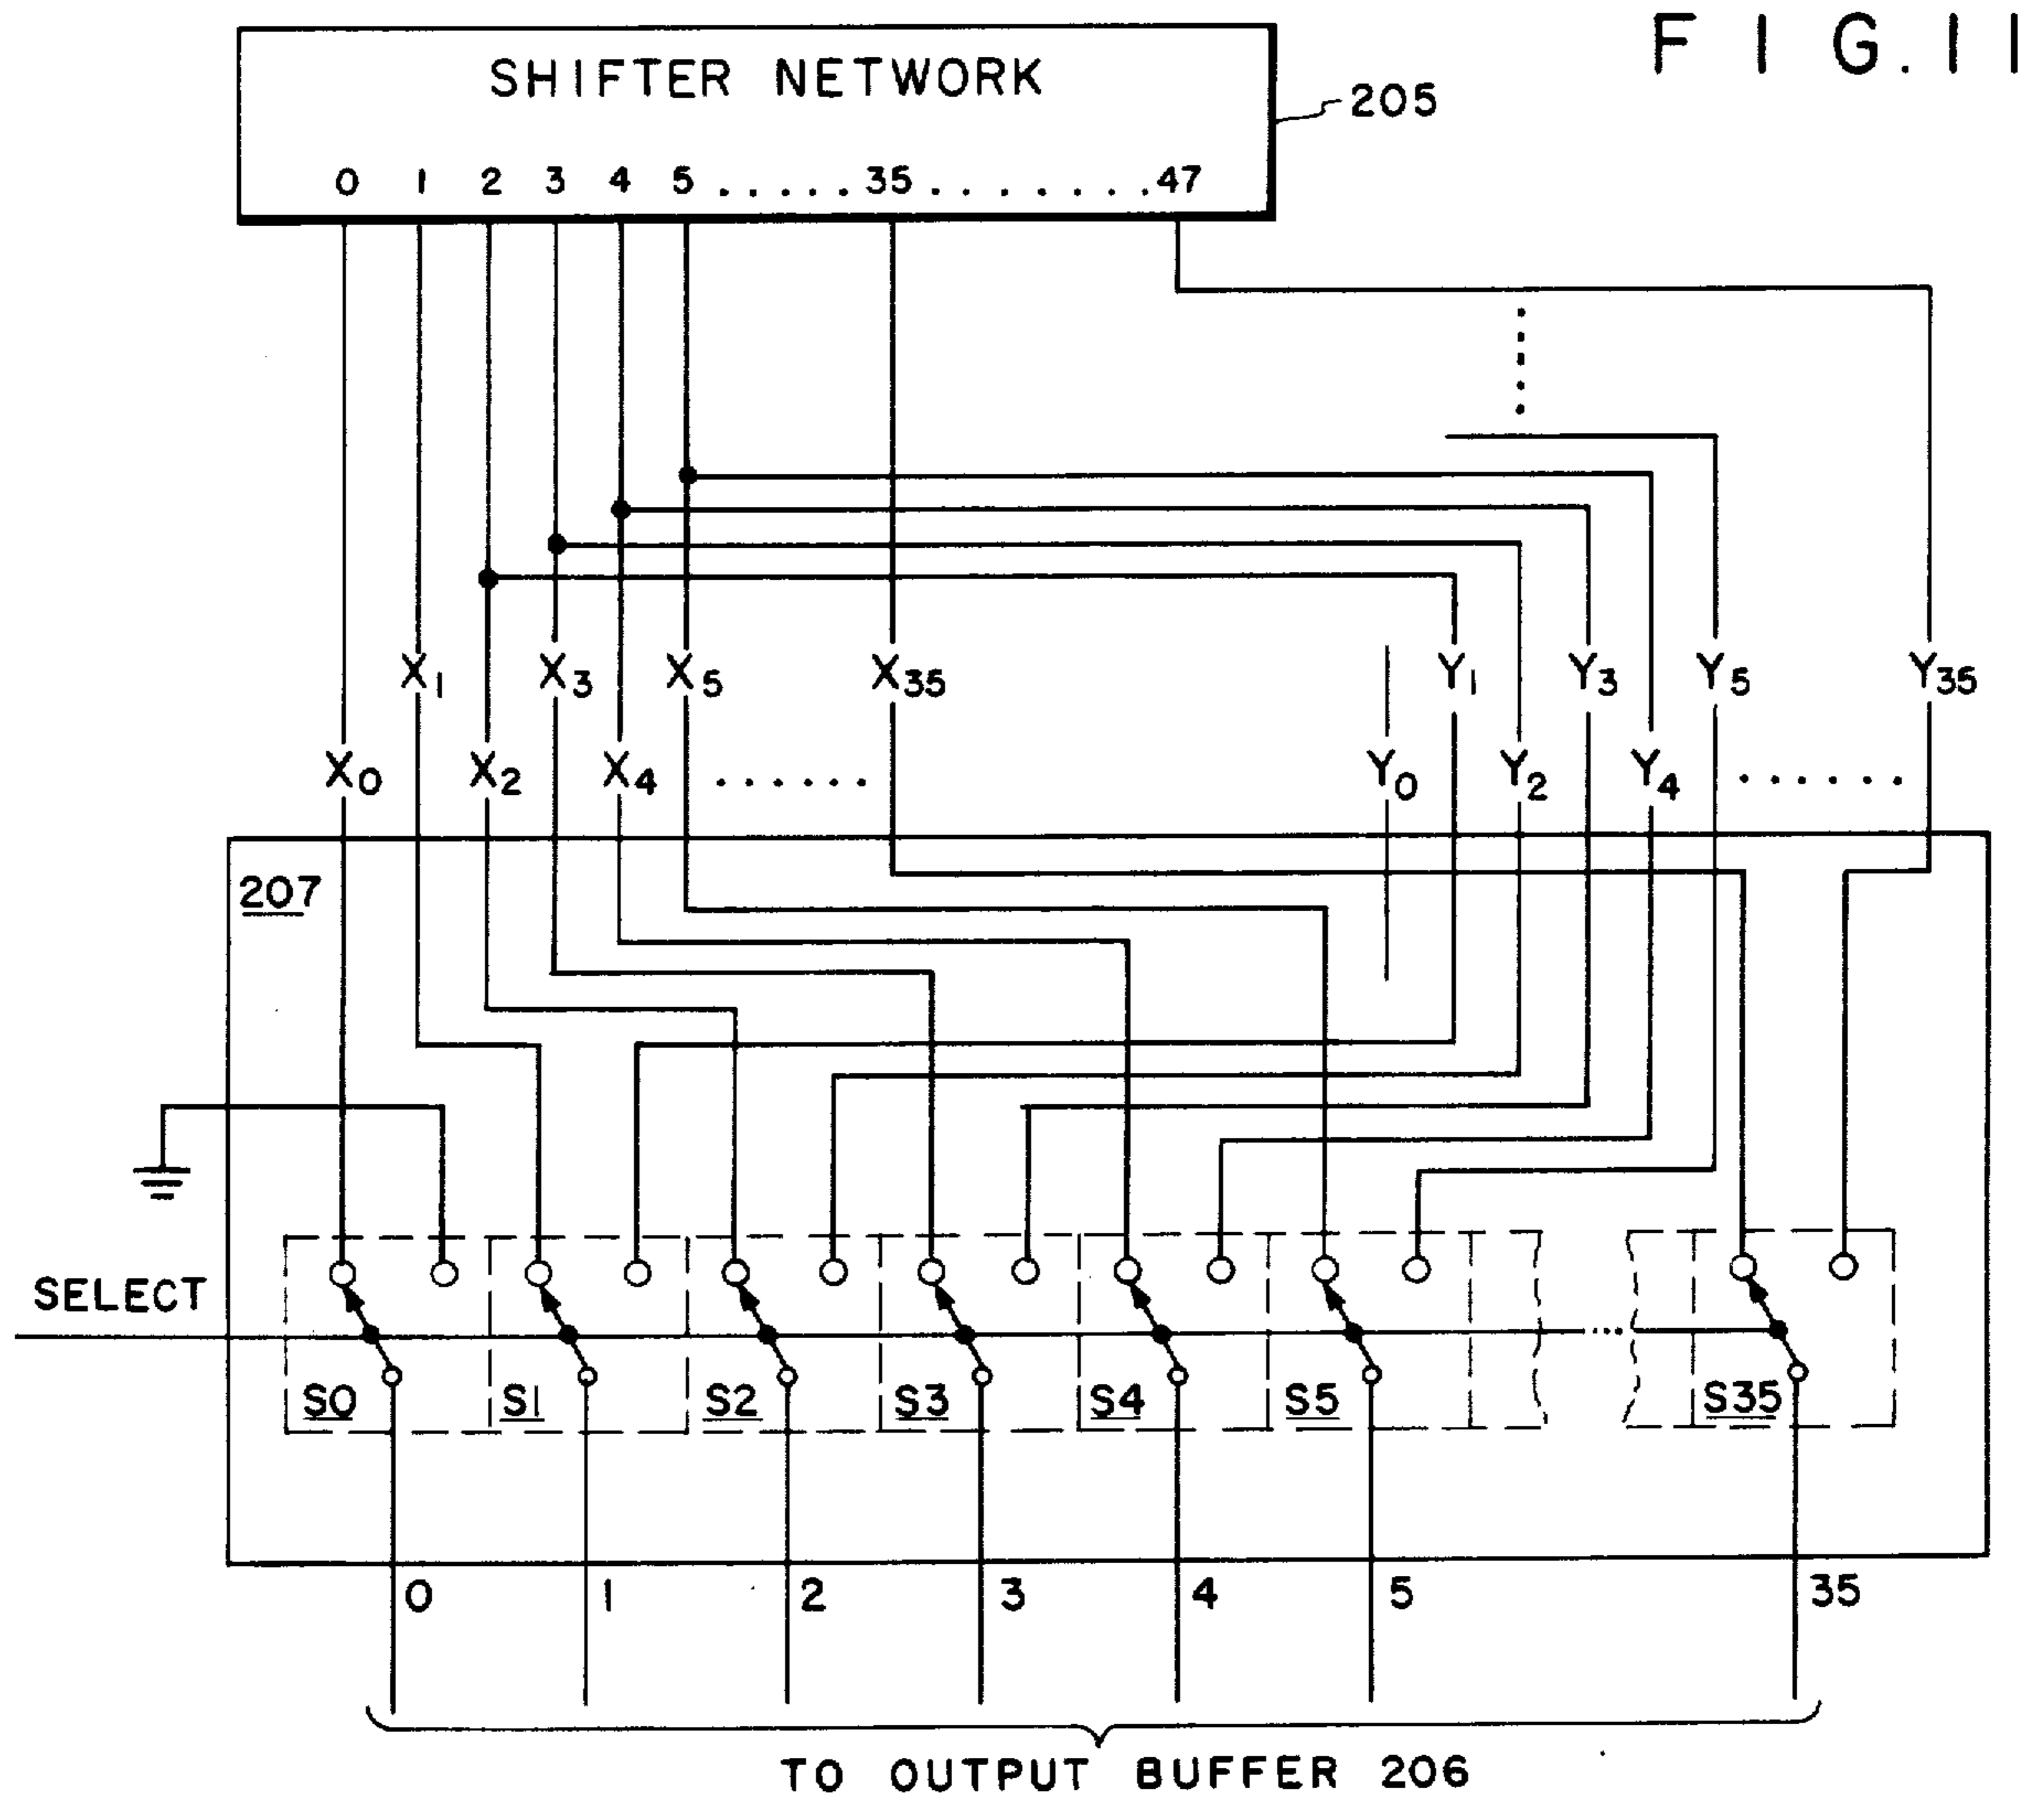 FIG. 11
SHIFTER NETWORK
205
0 1 2 3 4 5 ..... 35 ........ 47
X1 X3 X5 X35 Y1 Y3 Y5 Y35
X0 X2 X4 ...... Y0 Y2 Y4 ......
207
SELECT
S0 S1 S2 S3 S4 S5 ... S35
0 1 2 3 4 5 35
TO OUTPUT BUFFER 206